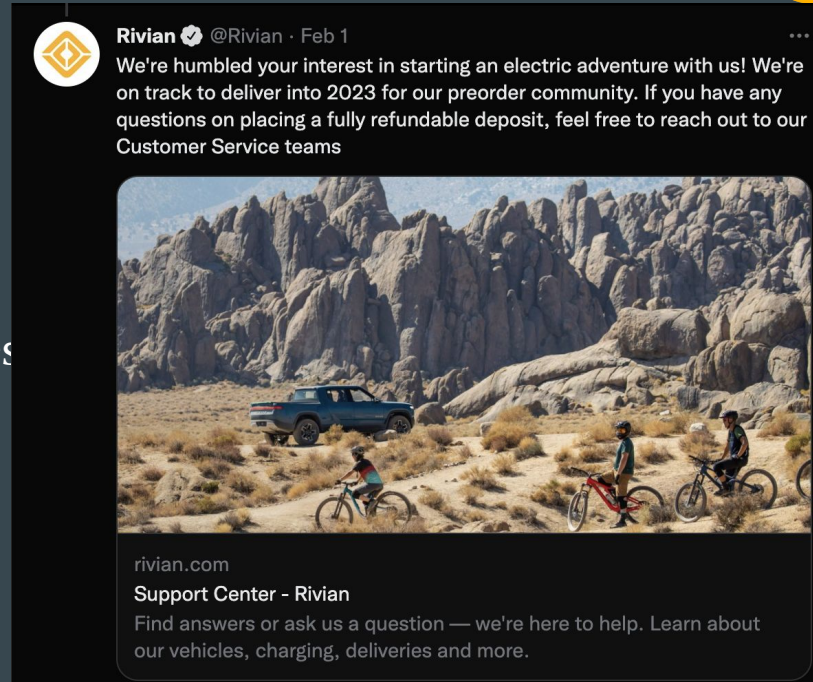 Rivian @Rivian · Feb 1
We're humbled your interest in starting an electric adventure with us! We're
on track to deliver into 2023 for our preorder community. If you have any
questions on placing a fully refundable deposit, feel free to reach out to our
Customer Service teams
s
rivian.com
Support Center - Rivian
Find answers or ask us a question — we're here to help. Learn about
our vehicles, charging, deliveries and more.